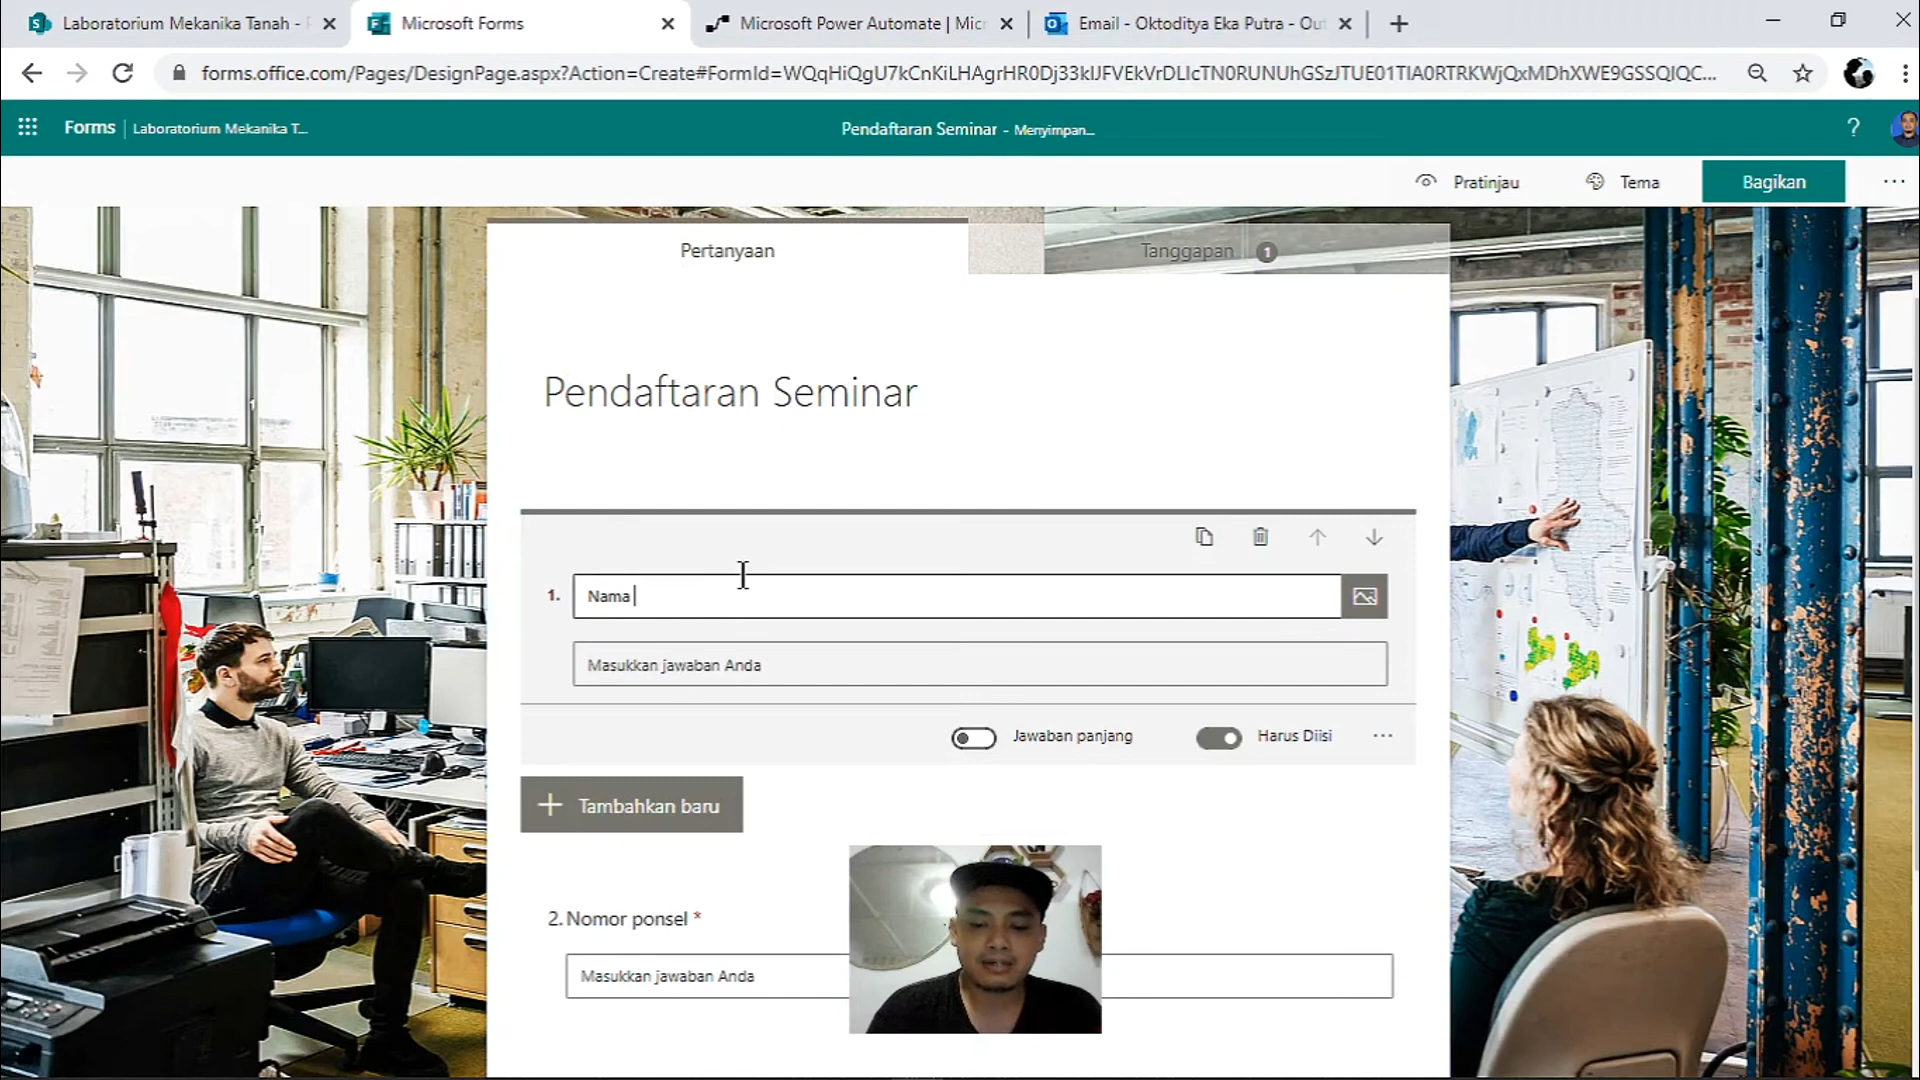 Laboratorium Mekanika Tanah -
Microsoft Forms
Microsoft Power Automate | Mic
Email - Oktoditya Eka Putra - Out
forms.office.com/Pages/DesignPage.aspx?Action=Create#FormId=
Forms
Laboratorium Mekanika T...
Pendaftaran Seminar - Menyimpan...
?
Pratinjau
Tema
Bagikan
Pertanyaan
Tanggapan 1
Pendaftaran Seminar
1. Nama
Masukkan jawaban Anda
Jawaban panjang
Harus Diisi
Tambahkan baru
2. Nomor ponsel *
Masukkan jawaban Anda